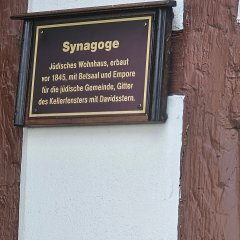 Synagoge
Jüdisches Wohnhaus, erbaut
vor 1845, mit Betsaal und Empore
für die jüdische Gemeinde, Gitter
des Kellerfensters mit Davidsstern.